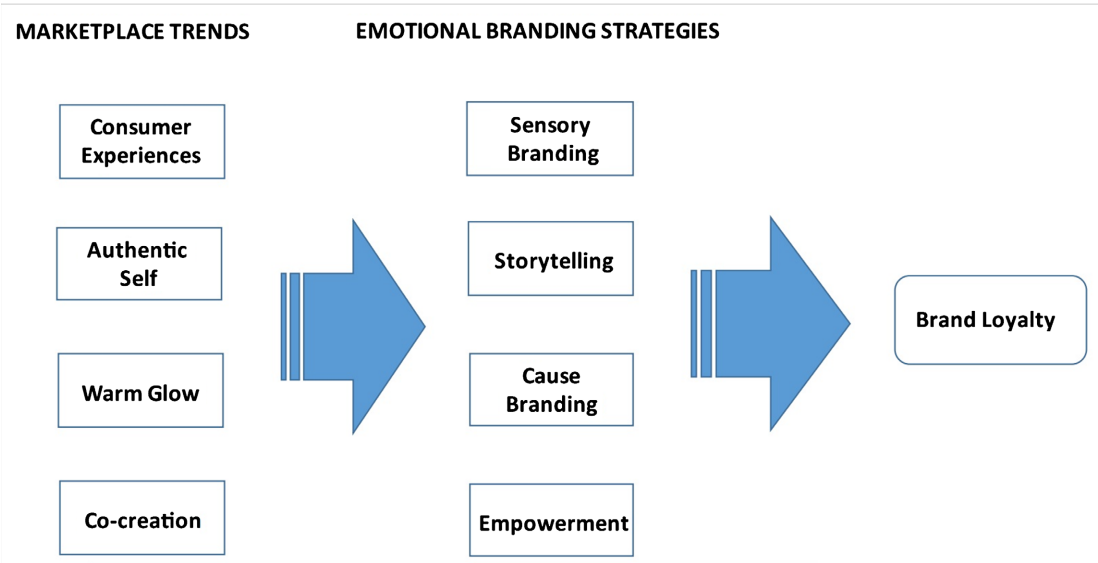 MARKETPLACE TRENDS
EMOTIONAL BRANDING STRATEGIES
Consumer
Experiences
Authentic
Self
Warm Glow
Co-creation
Sensory
Branding
Storytelling
Cause
Branding
Empowerment
Brand Loyalty